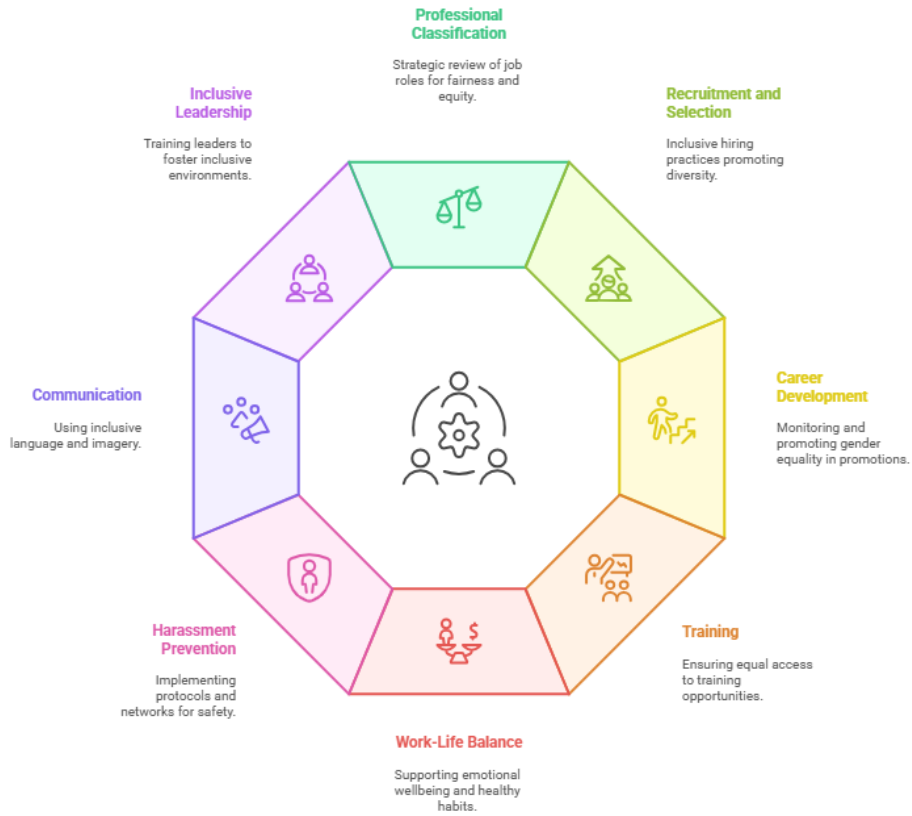 Professional
Classification
Strategic review of job
roles for fairness and
equity.
Recruitment and
Selection
Inclusive hiring
practices promoting
diversity.
Career
Development
Monitoring and
promoting gender
equality in promotions.
Training
Ensuring equal access
to training
opportunities.
Work-Life Balance
Supporting emotional
wellbeing and healthy
habits.
Harassment
Prevention
Implementing
protocols and
networks for safety.
Communication
Using inclusive
language and imagery.
Inclusive
Leadership
Training leaders to
foster inclusive
environments.
$